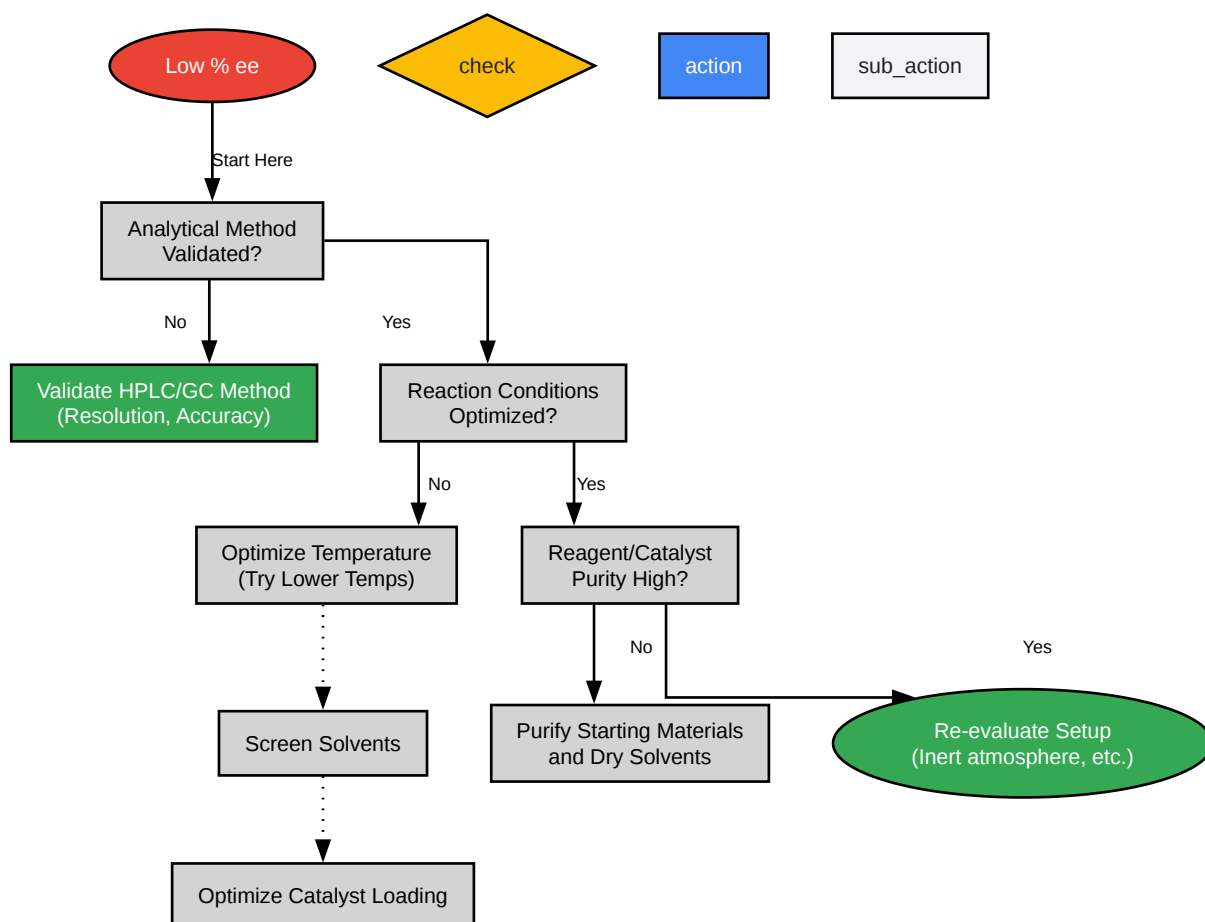 Low % ee
check
action
sub_action
Start Here
Analytical Method
Validated?
No
Yes
Validate HPLC/GC Method
(Resolution, Accuracy)
Reaction Conditions
Optimized?
No
Yes
Optimize Temperature
(Try Lower Temps)
Reagent/Catalyst
Purity High?
No
Yes
Screen Solvents
Purify Starting Materials
and Dry Solvents
Re-evaluate Setup
(Inert atmosphere, etc.)
Optimize Catalyst Loading